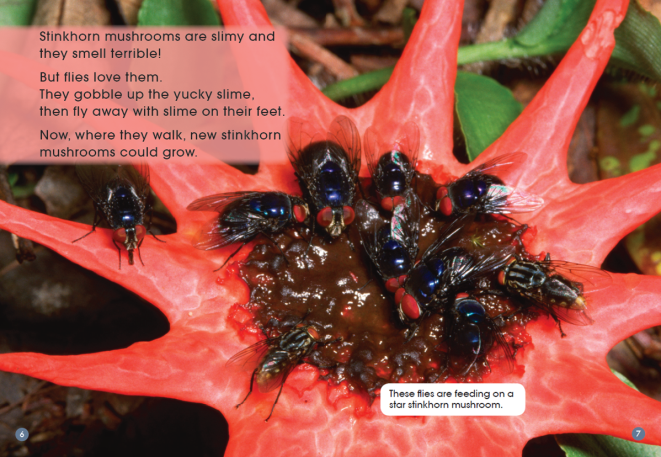 Stinkhorn mushrooms are slimy and
they smell terrible!
But flies love them.
They gobble up the yucky slime,
then fly away with slime on their feet.
Now, where they walk, new stinkhorn
mushrooms could grow.
These flies are feeding on a
star stinkhorn mushroom.
6
7